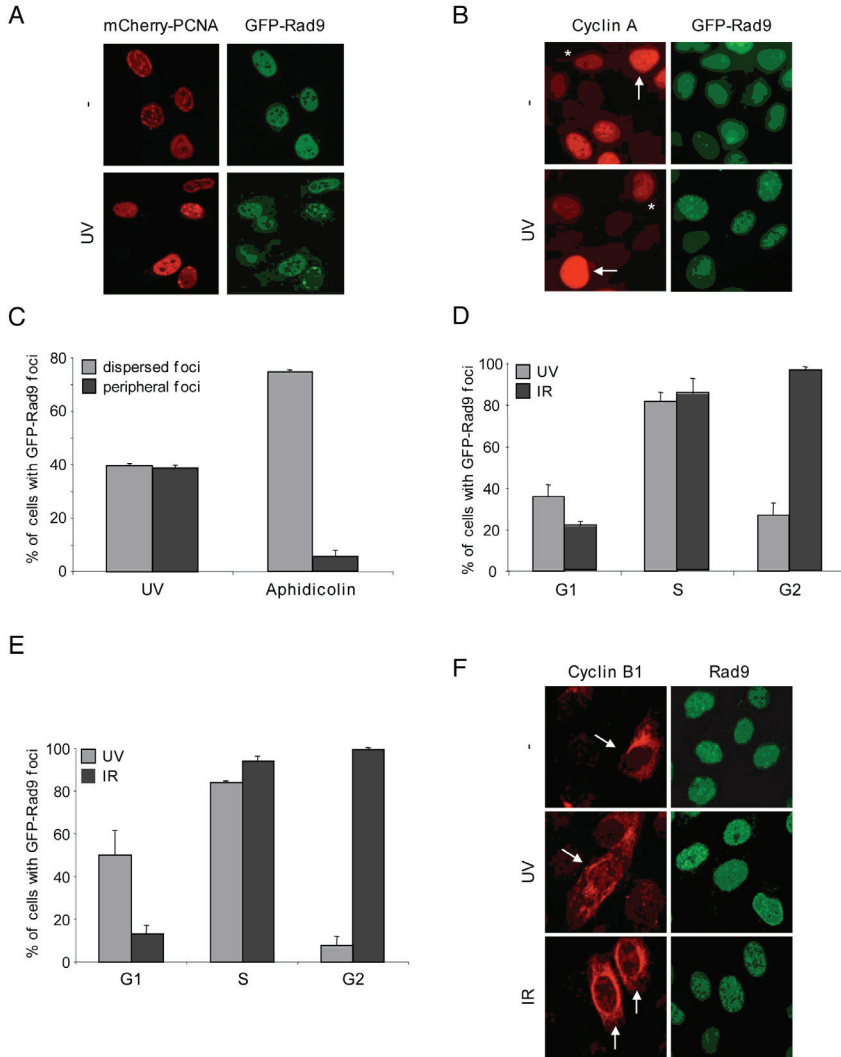 A
mCherry-PCNA GFP-Rad9
-
UV
B
Cyclin A GFP-Rad9
*
-
UV
*
C
% of cells with GFP-Rad9 foci
80
60
40
20
0
dispersed foci
peripheral foci
UV Aphidicolin
D
% of cells with GFP-Rad9 foci
100
80
60
40
20
0
UV
IR
G1 S G2
E
% of cells with GFP-Rad9 foci
100
80
60
40
20
0
UV
IR
G1 S G2
F
Cyclin B1 Rad9
-
UV
IR